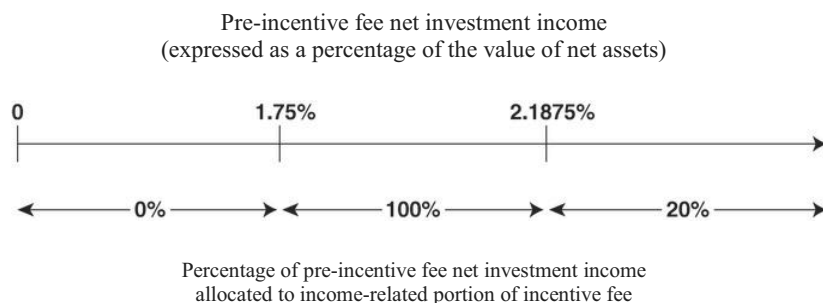 Pre-incentive fee net investment income
(expressed as a percentage of the value of net assets)
0 1.75% 2.1875%
0% 100% 20%
Percentage of pre-incentive fee net investment income
allocated to income-related portion of incentive fee